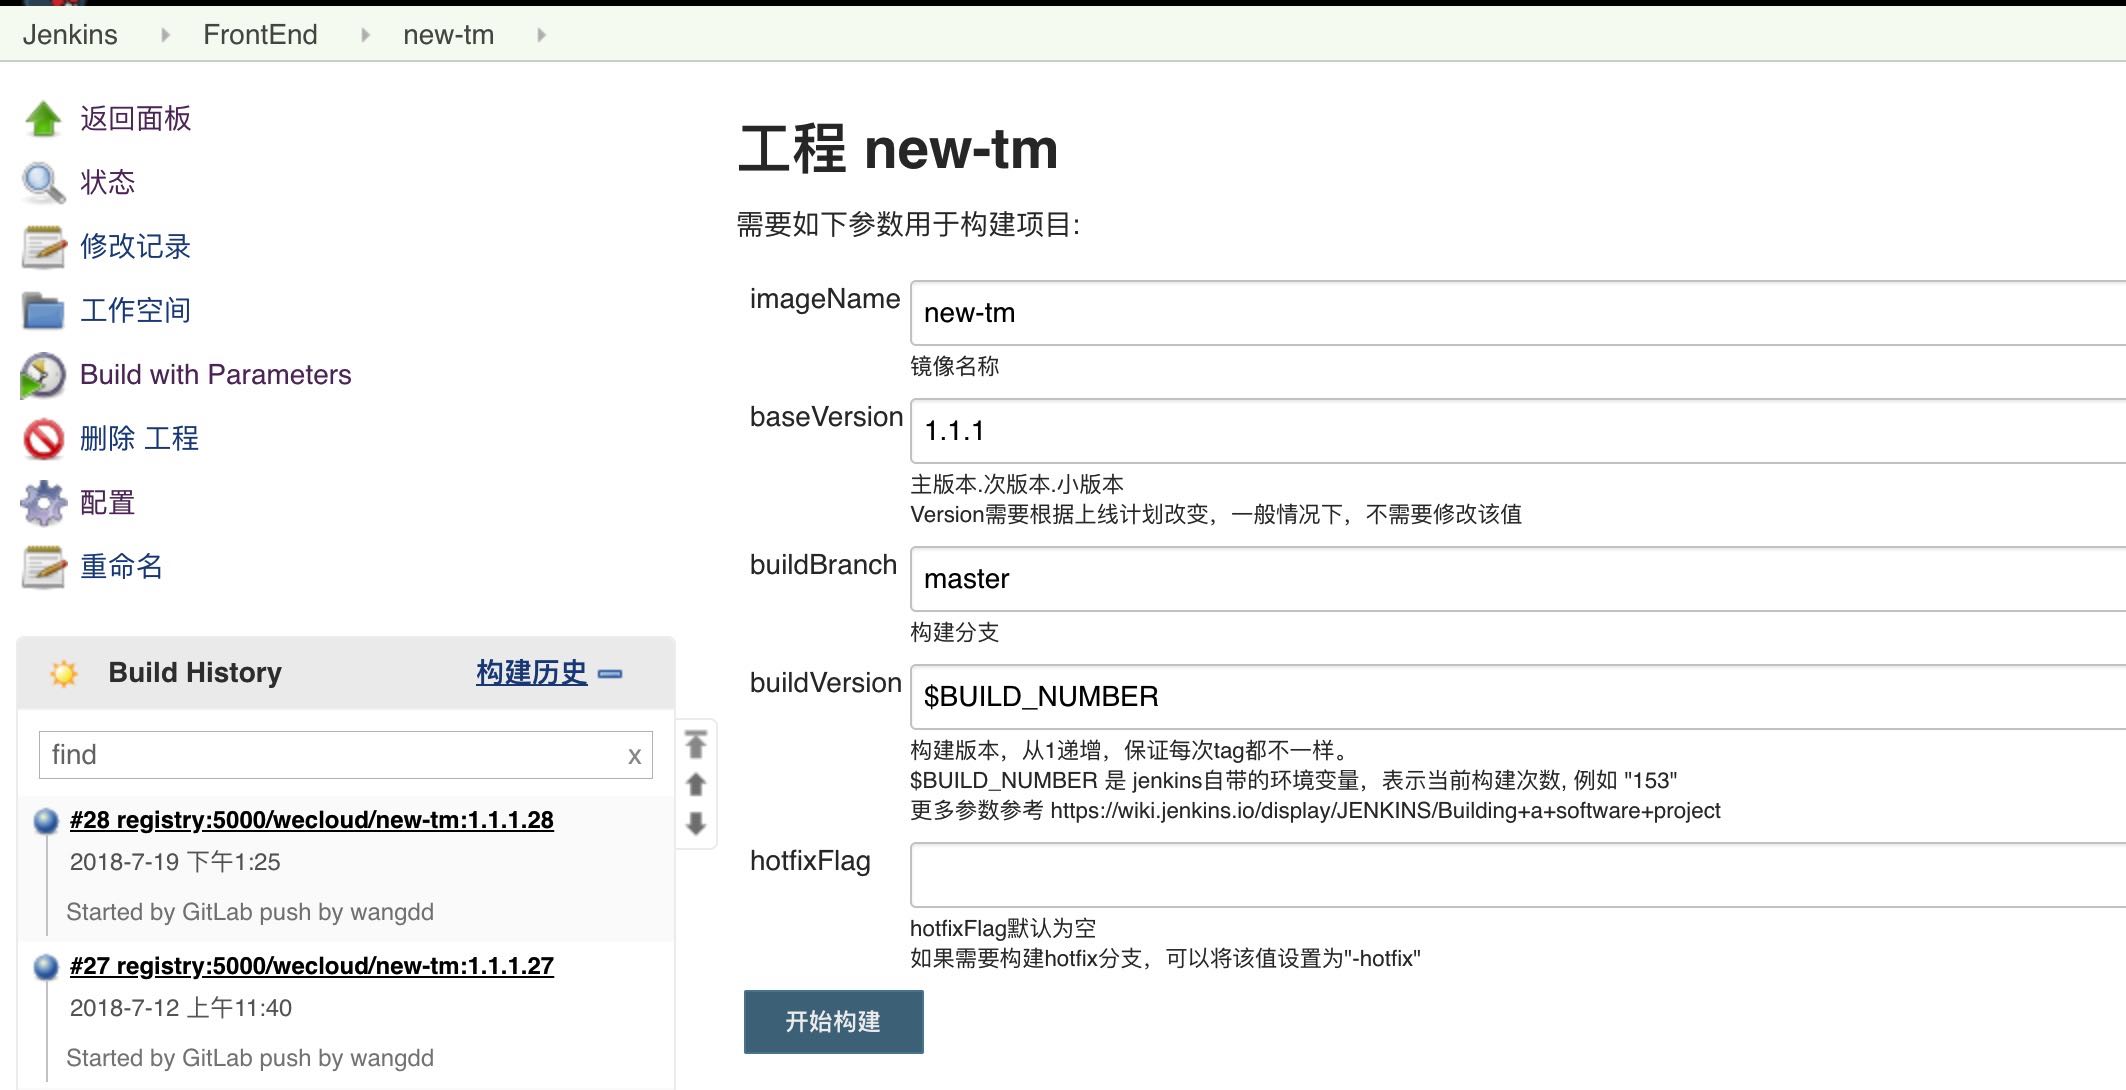 Jenkins FrontEnd new-tm
返回面板
状态
修改记录
工作空间
Build with Parameters
删除 工程
配置
重命名
Build History 构建历史
find x
#28 registry:5000/wecloud/new-tm:1.1.1.28
2018-7-19 下午1:25
Started by GitLab push by wangdd
#27 registry:5000/wecloud/new-tm:1.1.1.27
2018-7-12 上午11:40
Started by GitLab push by wangdd
工程 new-tm
需要如下参数用于构建项目:
imageName new-tm
镜像名称
baseVersion 1.1.1
主版本.次版本.小版本
Version需要根据上线计划改变，一般情况下，不需要修改该值
buildBranch master
构建分支
buildVersion $BUILD_NUMBER
构建版本，从1递增，保证每次tag都不一样。
$BUILD_NUMBER 是 jenkins自带的环境变量，表示当前构建次数, 例如 "153"
更多参数参考 https://wiki.jenkins.io/display/JENKINS/Building+a+software+project
hotfixFlag
hotfixFlag默认为空
如果需要构建hotfix分支，可以将该值设置为"-hotfix"
开始构建